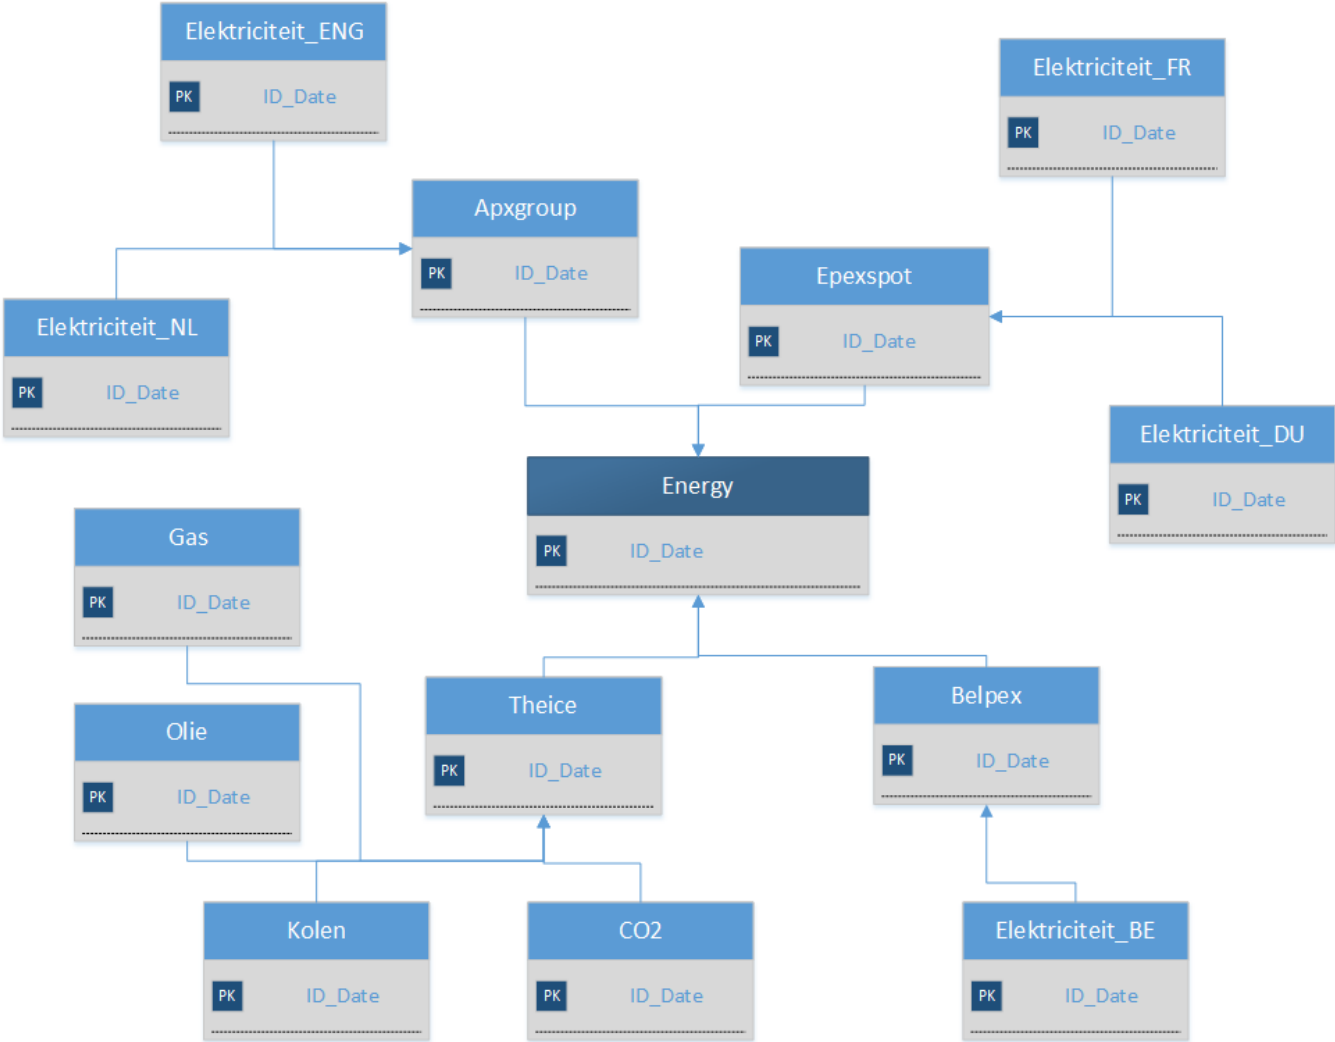 Elektriciteit_ENG
PK ID_Date
Elektriciteit_FR
PK ID_Date
Apxgroup
PK ID_Date
Epexspot
PK ID_Date
Elektriciteit_NL
PK ID_Date
Elektriciteit_DU
PK ID_Date
Energy
PK ID_Date
Gas
PK ID_Date
Theice
PK ID_Date
Belpex
PK ID_Date
Olie
PK ID_Date
Kolen
PK ID_Date
CO2
PK ID_Date
Elektriciteit_BE
PK ID_Date